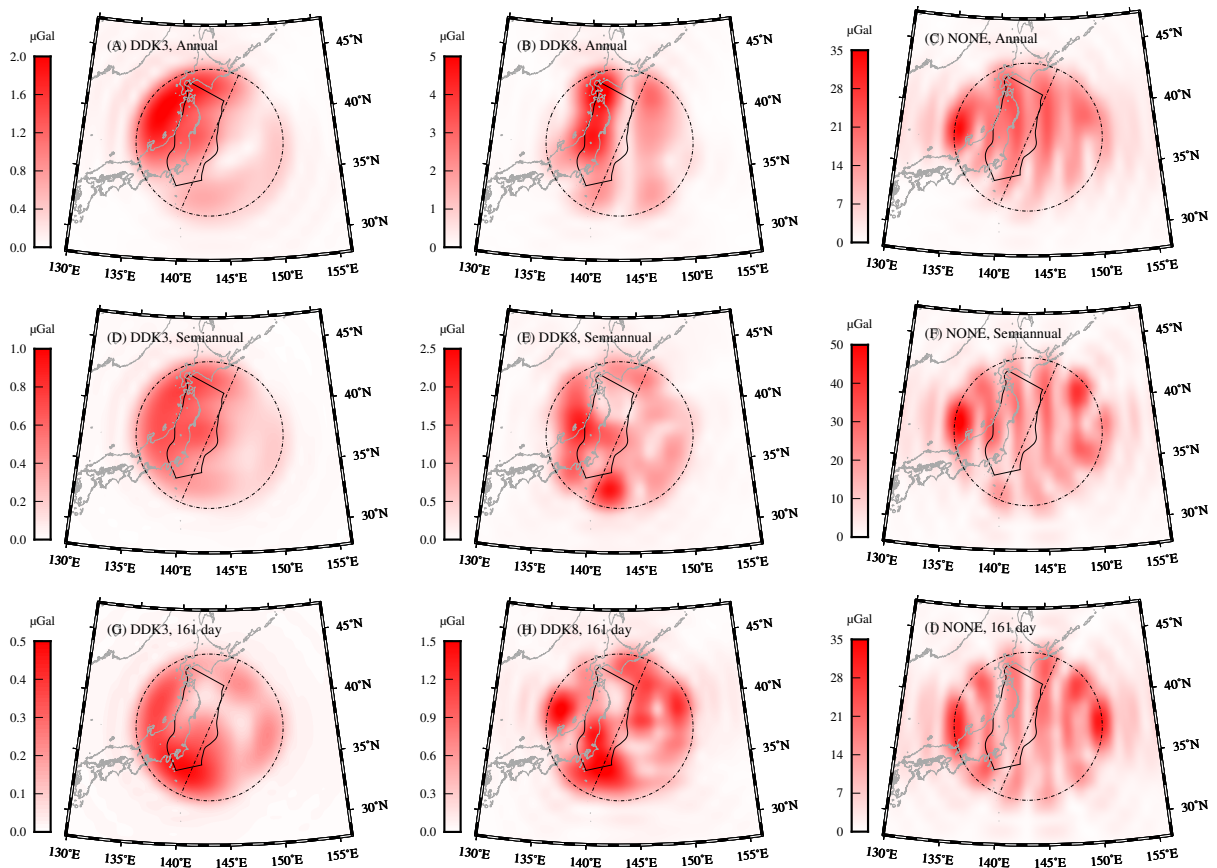 (A) DDK3, Annual
μGal
2.0
1.6
1.2
0.8
0.4
0.0
45°N
40°N
35°N
30°N
130°E
135°E
140°E
145°E
150°E
155°E
(B) DDK8, Annual
μGal
5
4
3
2
1
0
45°N
40°N
35°N
30°N
130°E
135°E
140°E
145°E
150°E
155°E
(C) NONE, Annual
μGal
35
28
21
14
7
0
45°N
40°N
35°N
30°N
130°E
135°E
140°E
145°E
150°E
155°E
(D) DDK3, Semiannual
μGal
1.0
0.8
0.6
0.4
0.2
0.0
45°N
40°N
35°N
30°N
130°E
135°E
140°E
145°E
150°E
155°E
(E) DDK8, Semiannual
μGal
2.5
2.0
1.5
1.0
0.5
0.0
45°N
40°N
35°N
30°N
130°E
135°E
140°E
145°E
150°E
155°E
(F) NONE, Semiannual
μGal
50
40
30
20
10
0
45°N
40°N
35°N
30°N
130°E
135°E
140°E
145°E
150°E
155°E
(G) DDK3, 161 day
μGal
0.5
0.4
0.3
0.2
0.1
0.0
45°N
40°N
35°N
30°N
130°E
135°E
140°E
145°E
150°E
155°E
(H) DDK8, 161 day
μGal
1.5
1.2
0.9
0.6
0.3
0.0
45°N
40°N
35°N
30°N
130°E
135°E
140°E
145°E
150°E
155°E
(I) NONE, 161 day
μGal
35
28
21
14
7
0
45°N
40°N
35°N
30°N
130°E
135°E
140°E
145°E
150°E
155°E